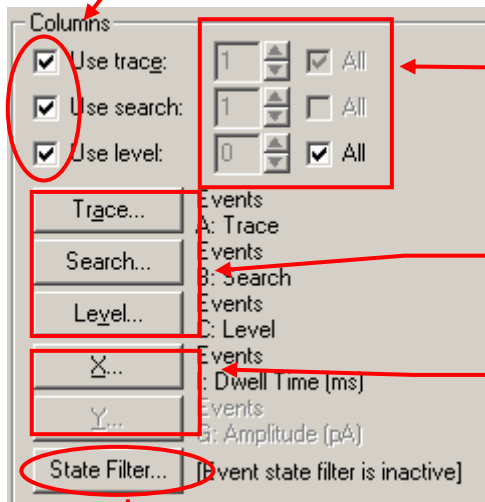 Columns
Use trace: 1 All
Use search: 1 All
Use level: 0 All
Trace... Events
A: Trace
Search... Events
B: Search
Level... Events
C: Level
X... Events
I: Dwell Time (ms)
Y... Events
G: Amplitude (pA)
State Filter... [Event state filter is inactive]